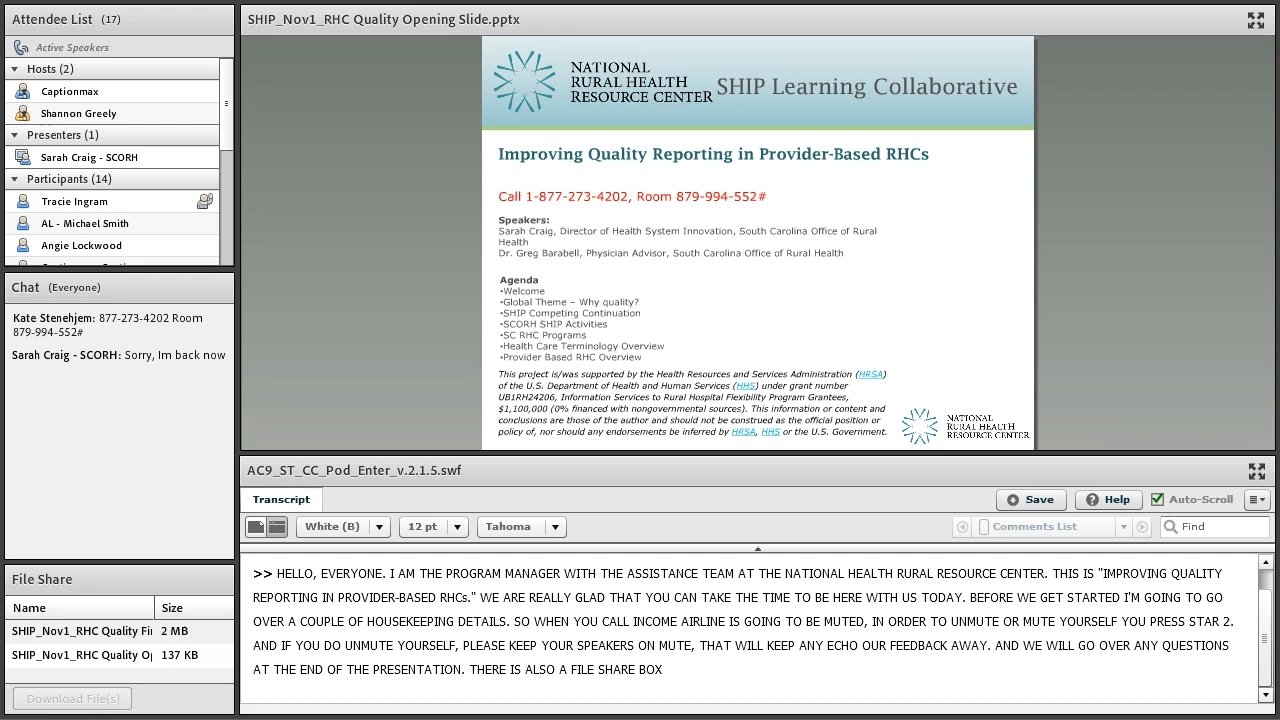 Attendee List (17)
Active Speakers
Hosts (2)
Captionmax
Shannon Greely
Presenters (1)
Sarah Craig - SCORH
Participants (14)
Tracie Ingram
AL - Michael Smith
Angie Lockwood
Chat (Everyone)
Kate Stenehjem: 877-273-4202 Room
879-994-552#
Sarah Craig - SCORH: Sorry, Im back now
File Share
Name Size
SHIP_Nov1_RHC Quality Fi 2 MB
SHIP_Nov1_RHC Quality O 137 KB
Download File(s)
SHIP_Nov1_RHC Quality Opening Slide.pptx
NATIONAL
RURAL HEALTH
RESOURCE CENTER
SHIP Learning Collaborative
Improving Quality Reporting in Provider-Based RHCs
Call 1-877-273-4202, Room 879-994-552#
Speakers:
Sarah Craig, Director of Health System Innovation, South Carolina Office of Rural
Health
Dr. Greg Barabell, Physician Advisor, South Carolina Office of Rural Health
Agenda
•Welcome
•Global Theme – Why quality?
•SHIP Competing Continuation
•SCORH SHIP Activities
•SC RHC Programs
•Health Care Terminology Overview
•Provider Based RHC Overview
This project is/was supported by the Health Resources and Services Administration (HRSA)
of the U.S. Department of Health and Human Services (HHS) under grant number
UB1RH24206, Information Services to Rural Hospital Flexibility Program Grantees,
$1,100,000 (0% financed with nongovernmental sources). This information or content and
conclusions are those of the author and should not be construed as the official position or
policy of, nor should any endorsements be inferred by HRSA, HHS or the U.S. Government.
NATIONAL
RURAL HEALTH
RESOURCE CENTER
AC9_ST_CC_Pod_Enter_v.2.1.5.swf
Transcript Save Help Auto-Scroll
White (B) 12 pt Tahoma Comments List Find
>> HELLO, EVERYONE. I AM THE PROGRAM MANAGER WITH THE ASSISTANCE TEAM AT THE NATIONAL HEALTH RURAL RESOURCE CENTER. THIS IS "IMPROVING QUALITY
REPORTING IN PROVIDER-BASED RHCs." WE ARE REALLY GLAD THAT YOU CAN TAKE THE TIME TO BE HERE WITH US TODAY. BEFORE WE GET STARTED I'M GOING TO GO
OVER A COUPLE OF HOUSEKEEPING DETAILS. SO WHEN YOU CALL INCOME AIRLINE IS GOING TO BE MUTED, IN ORDER TO UNMUTE OR MUTE YOURSELF YOU PRESS STAR 2.
AND IF YOU DO UNMUTE YOURSELF, PLEASE KEEP YOUR SPEAKERS ON MUTE, THAT WILL KEEP ANY ECHO OUR FEEDBACK AWAY. AND WE WILL GO OVER ANY QUESTIONS
AT THE END OF THE PRESENTATION. THERE IS ALSO A FILE SHARE BOX